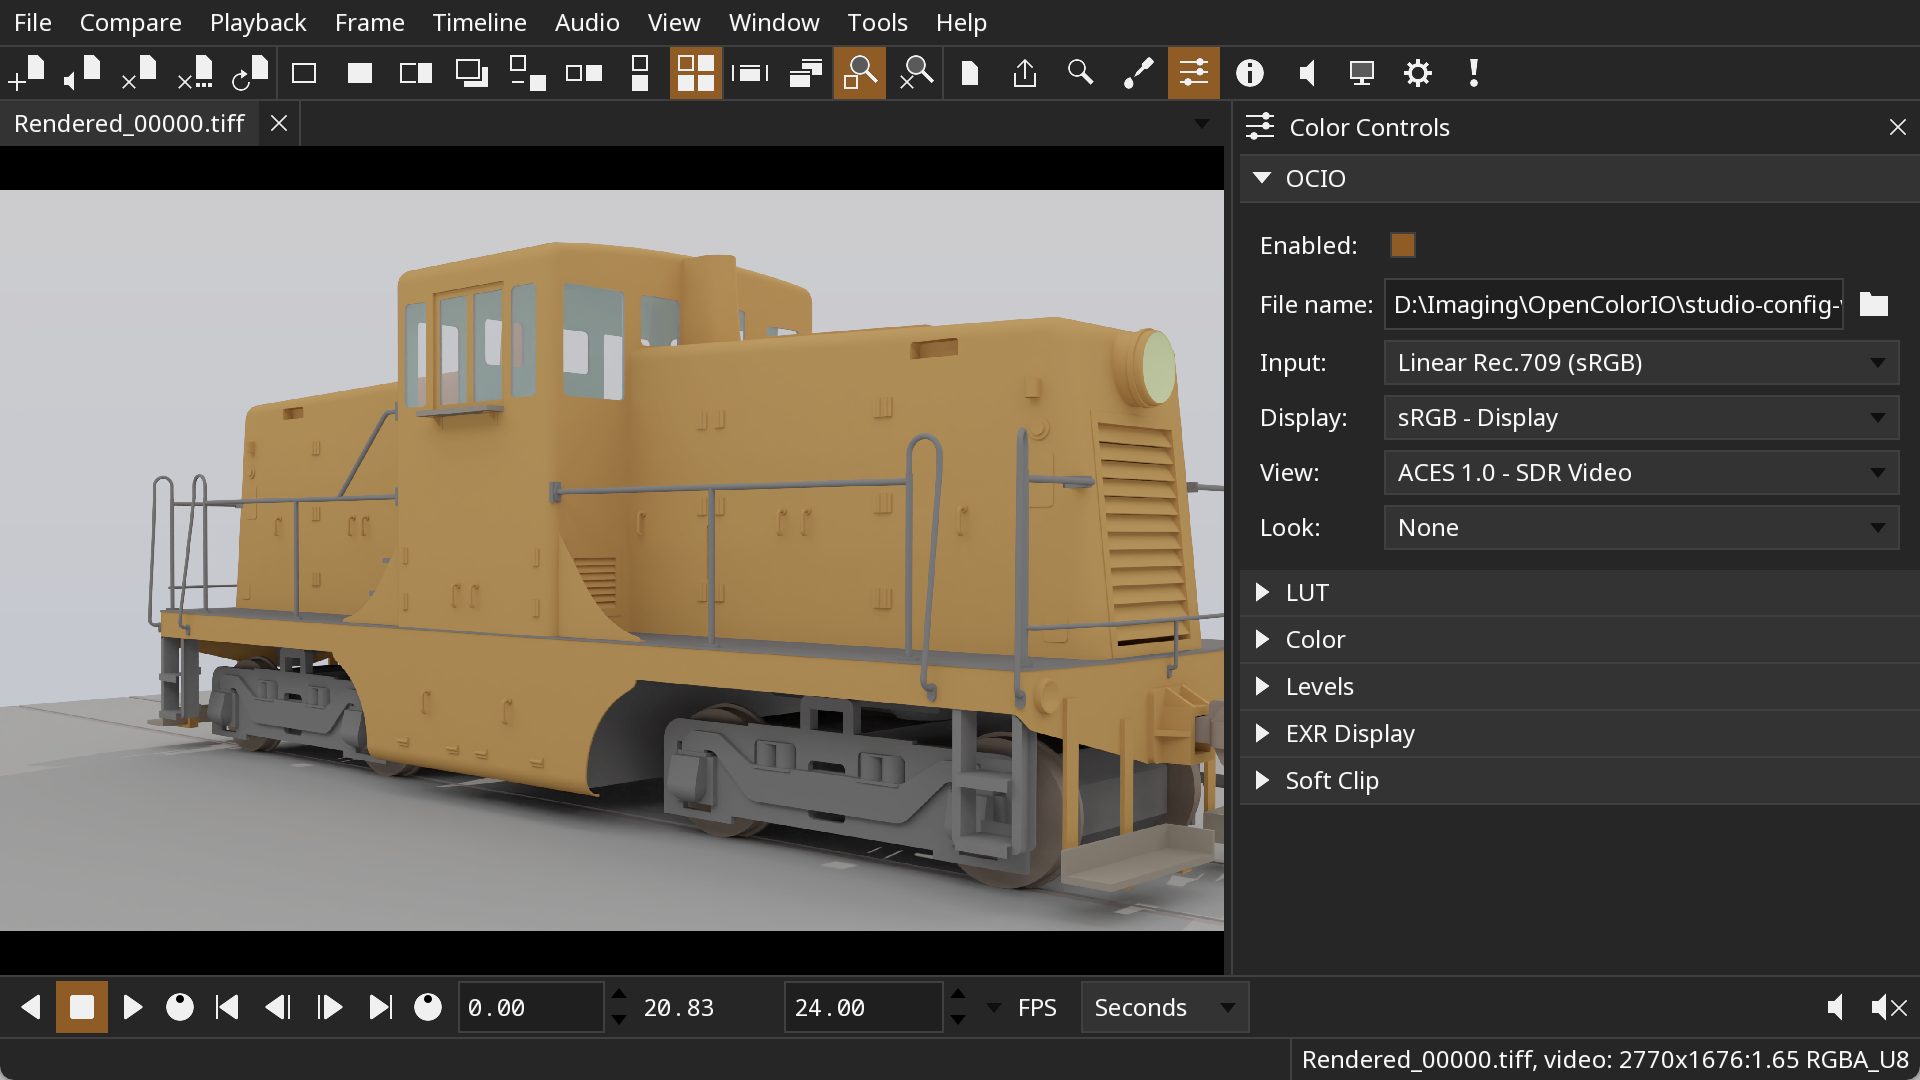 File Compare Playback Frame Timeline Audio View Window Tools Help
Rendered_00000.tiff
Color Controls
OCIO
Enabled:
File name: D:\Imaging\OpenColorIO\studio-config-
Input: Linear Rec.709 (sRGB)
Display: sRGB - Display
View: ACES 1.0 - SDR Video
Look: None
LUT
Color
Levels
EXR Display
Soft Clip
0.00 20.83 24.00 FPS Seconds
Rendered_00000.tiff, video: 2770x1676:1.65 RGBA_U8